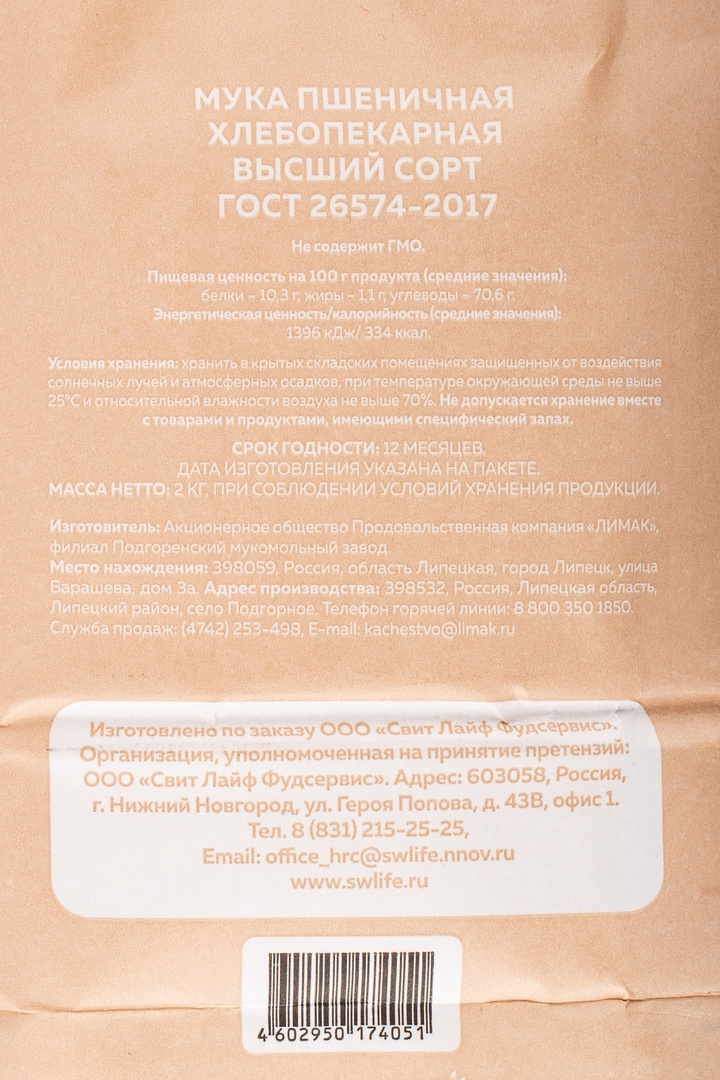 МУКА ПШЕНИЧНАЯ
ХЛЕБОПЕКАРНАЯ
ВЫСШИЙ СОРТ
ГОСТ 26574-2017
Не содержит ГМО.
Пищевая ценность на 100 г продукта (средние значения):
белки – 10,3 г, жиры – 1,1 г, углеводы – 70,6 г.
Энергетическая ценность/калорийность (средние значения):
1396 кДж/ 334 ккал.
Условия хранения: хранить в крытых складских помещениях защищенных от воздействия
солнечных лучей и атмосферных осадков, при температуре окружающей среды не выше
25°С и относительной влажности воздуха не выше 70%. Не допускается хранение вместе
с товарами и продуктами, имеющими специфический запах.
СРОК ГОДНОСТИ: 12 МЕСЯЦЕВ.
ДАТА ИЗГОТОВЛЕНИЯ УКАЗАНА НА ПАКЕТЕ.
МАССА НЕТТО: 2 КГ, ПРИ СОБЛЮДЕНИИ УСЛОВИЙ ХРАНЕНИЯ ПРОДУКЦИИ.
Изготовитель: Акционерное общество Продовольственная компания «ЛИМАК»,
филиал Подгоренский мукомольный завод.
Место нахождения: 398059, Россия, область Липецкая, город Липецк, улица
Барашева, дом 3а. Адрес производства: 398532, Россия, Липецкая область,
Липецкий район, село Подгорное. Телефон горячей линии: 8 800 350 1850.
Служба продаж: (4742) 253-498, E-mail: kachestvo@limak.ru
Изготовлено по заказу ООО «Свит Лайф Фудсервис».
Организация, уполномоченная на принятие претензий:
ООО «Свит Лайф Фудсервис». Адрес: 603058, Россия,
г. Нижний Новгород, ул. Героя Попова, д. 43В, офис 1.
Тел. 8 (831) 215-25-25,
Email: office_hrc@swlife.nnov.ru
www.swlife.ru
4 602950 174051